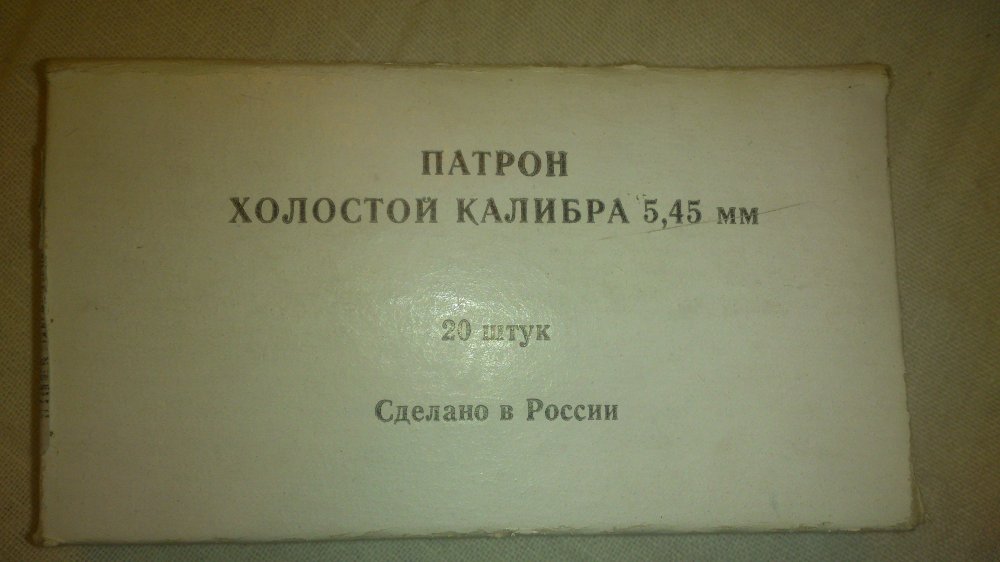 ПАТРОН
ХОЛОСТОЙ КАЛИБРА 5,45 мм
20 штук
Сделано в России